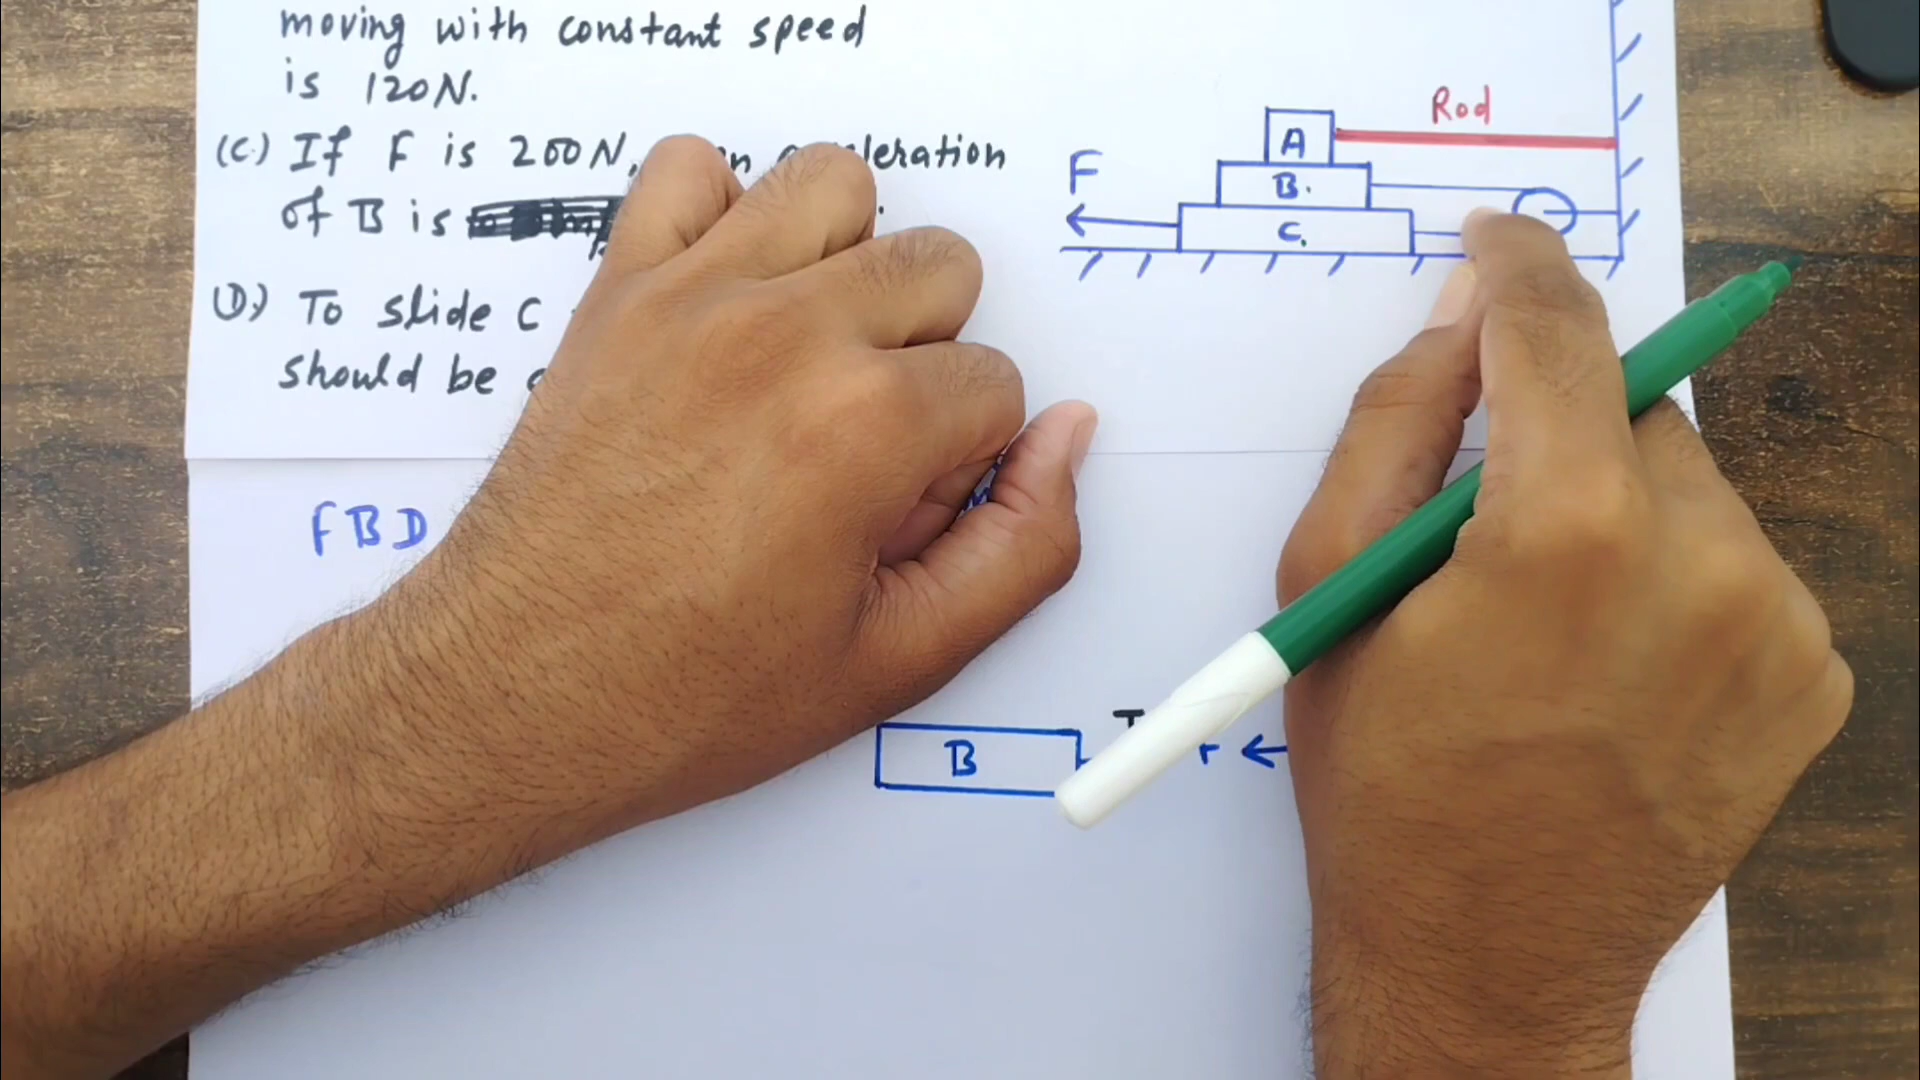 moving with constant speed
is 120N.
(C.) If F is 200N,
of B is
(D.) To slide C
should be
Rod
A
F
B.
C.
FBD
B
T